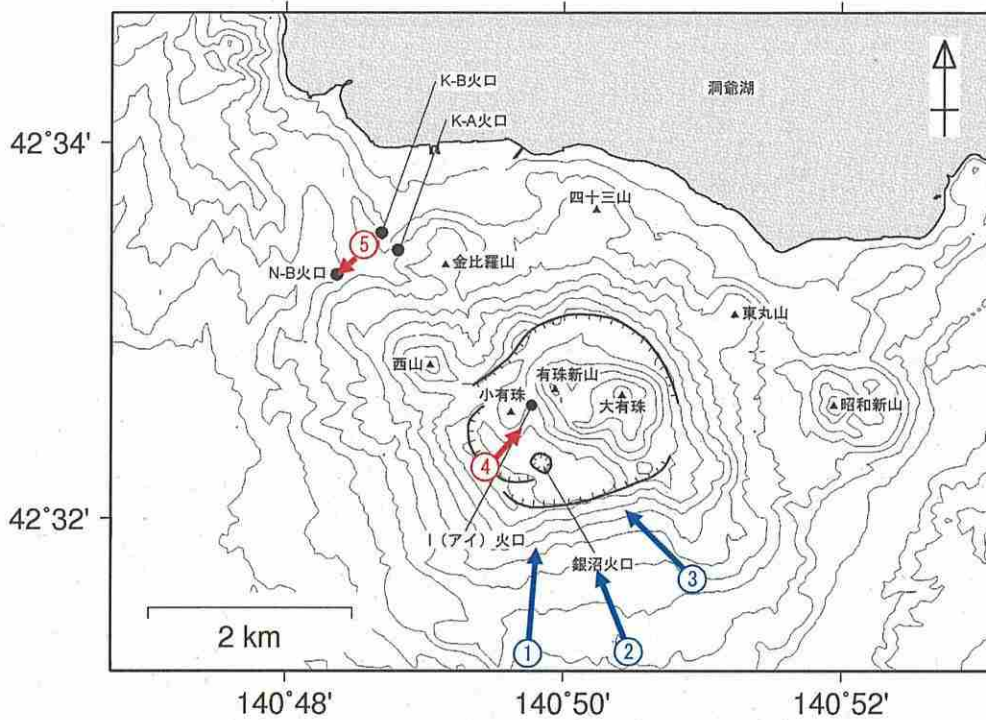 K-B火口
洞爺湖
K-A火口
42°34'
四十三山
⑤
N-B火口
金比羅山
東丸山
西山
有珠新山
小有珠
大有珠
昭和新山
④
42°32'
I（アイ）火口
銀沼火口
③
2 km
①
②
140°48'
140°50'
140°52'